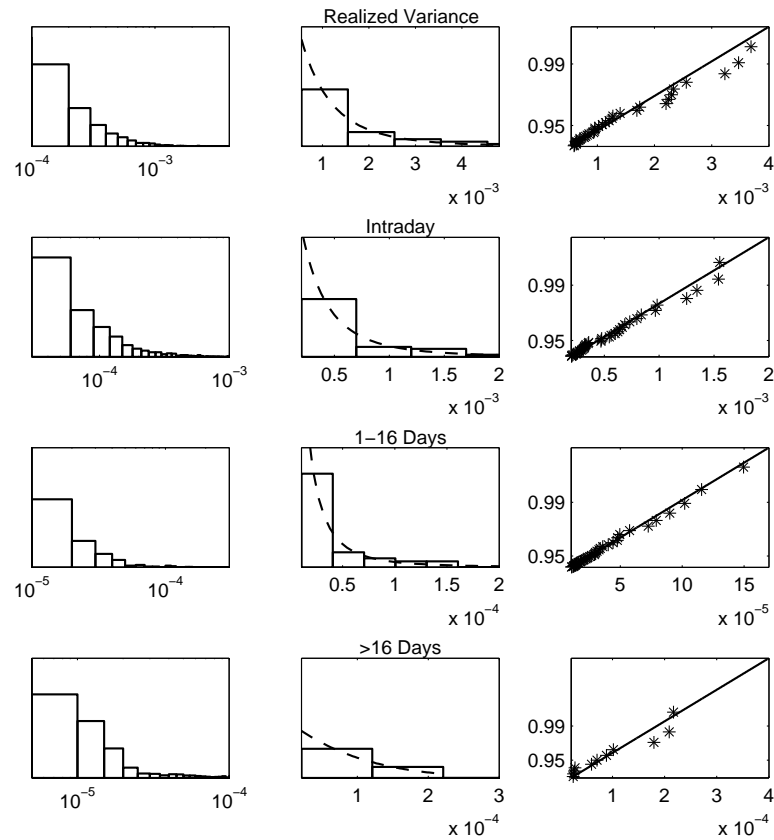 Realized Variance
10^-4 10^-3
1 2 3 4
x 10^-3
0.99
0.95
1 2 3 4
x 10^-3
Intraday
10^-4 10^-3
0.5 1 1.5 2
x 10^-3
0.99
0.95
0.5 1 1.5 2
x 10^-3
1–16 Days
10^-5 10^-4
0.5 1 1.5 2
x 10^-4
0.99
0.95
5 10 15
x 10^-5
>16 Days
10^-5 10^-4
1 2 3
x 10^-4
0.99
0.95
1 2 3 4
x 10^-4